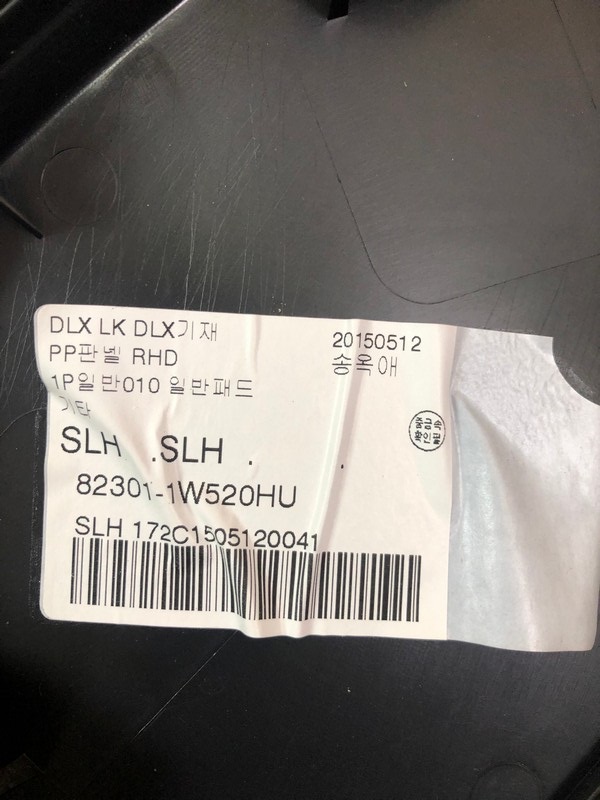 DLX LK DLX기재
PP판넬 RHD
1P일반010 일반패드
기타
20150512
송옥애
SLH .SLH .
82301-1W520HU
SLH 172C1505120041